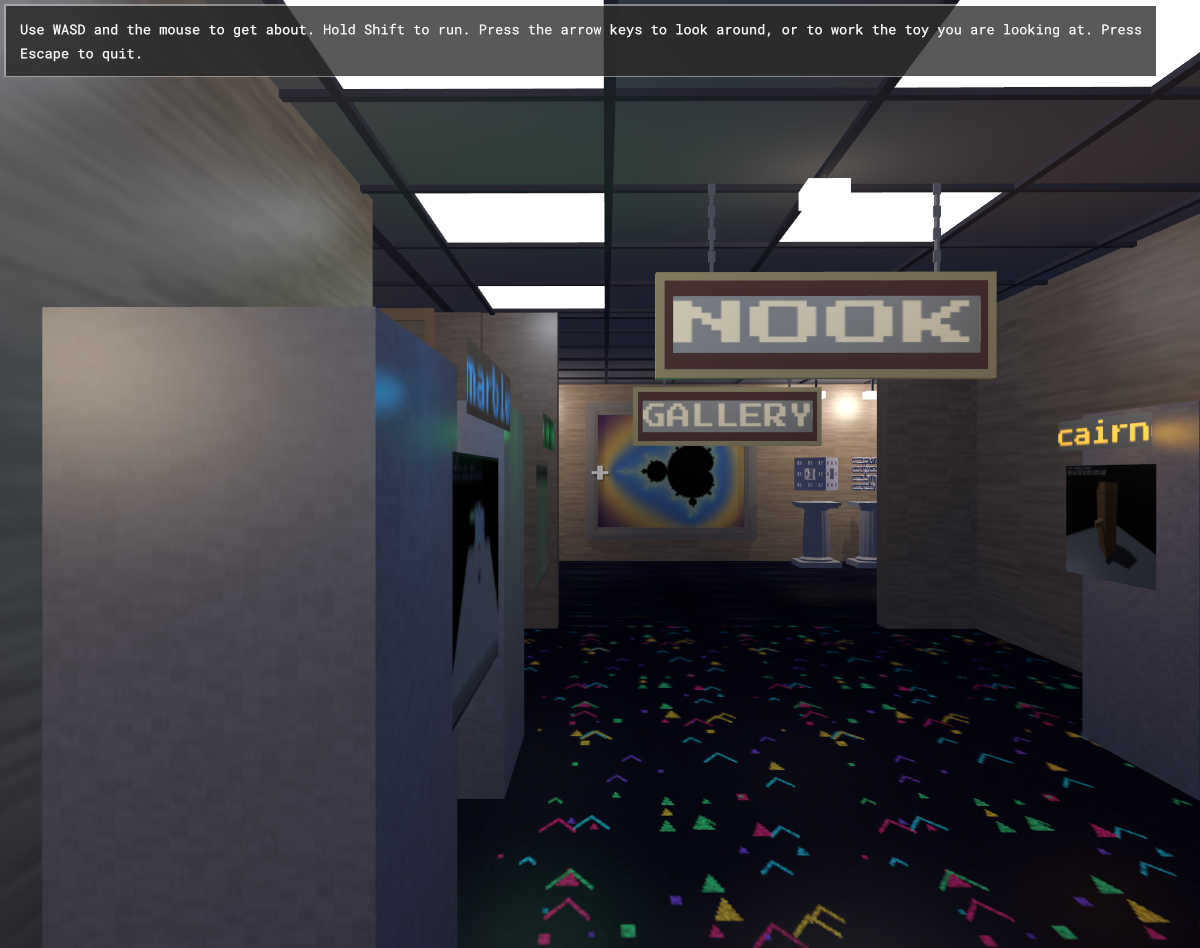 Use WASD and the mouse to get about. Hold Shift to run. Press the arrow keys to look around, or to work the toy you are looking at. Press
Escape to quit.
NOOK
GALLERY
marble
cairn